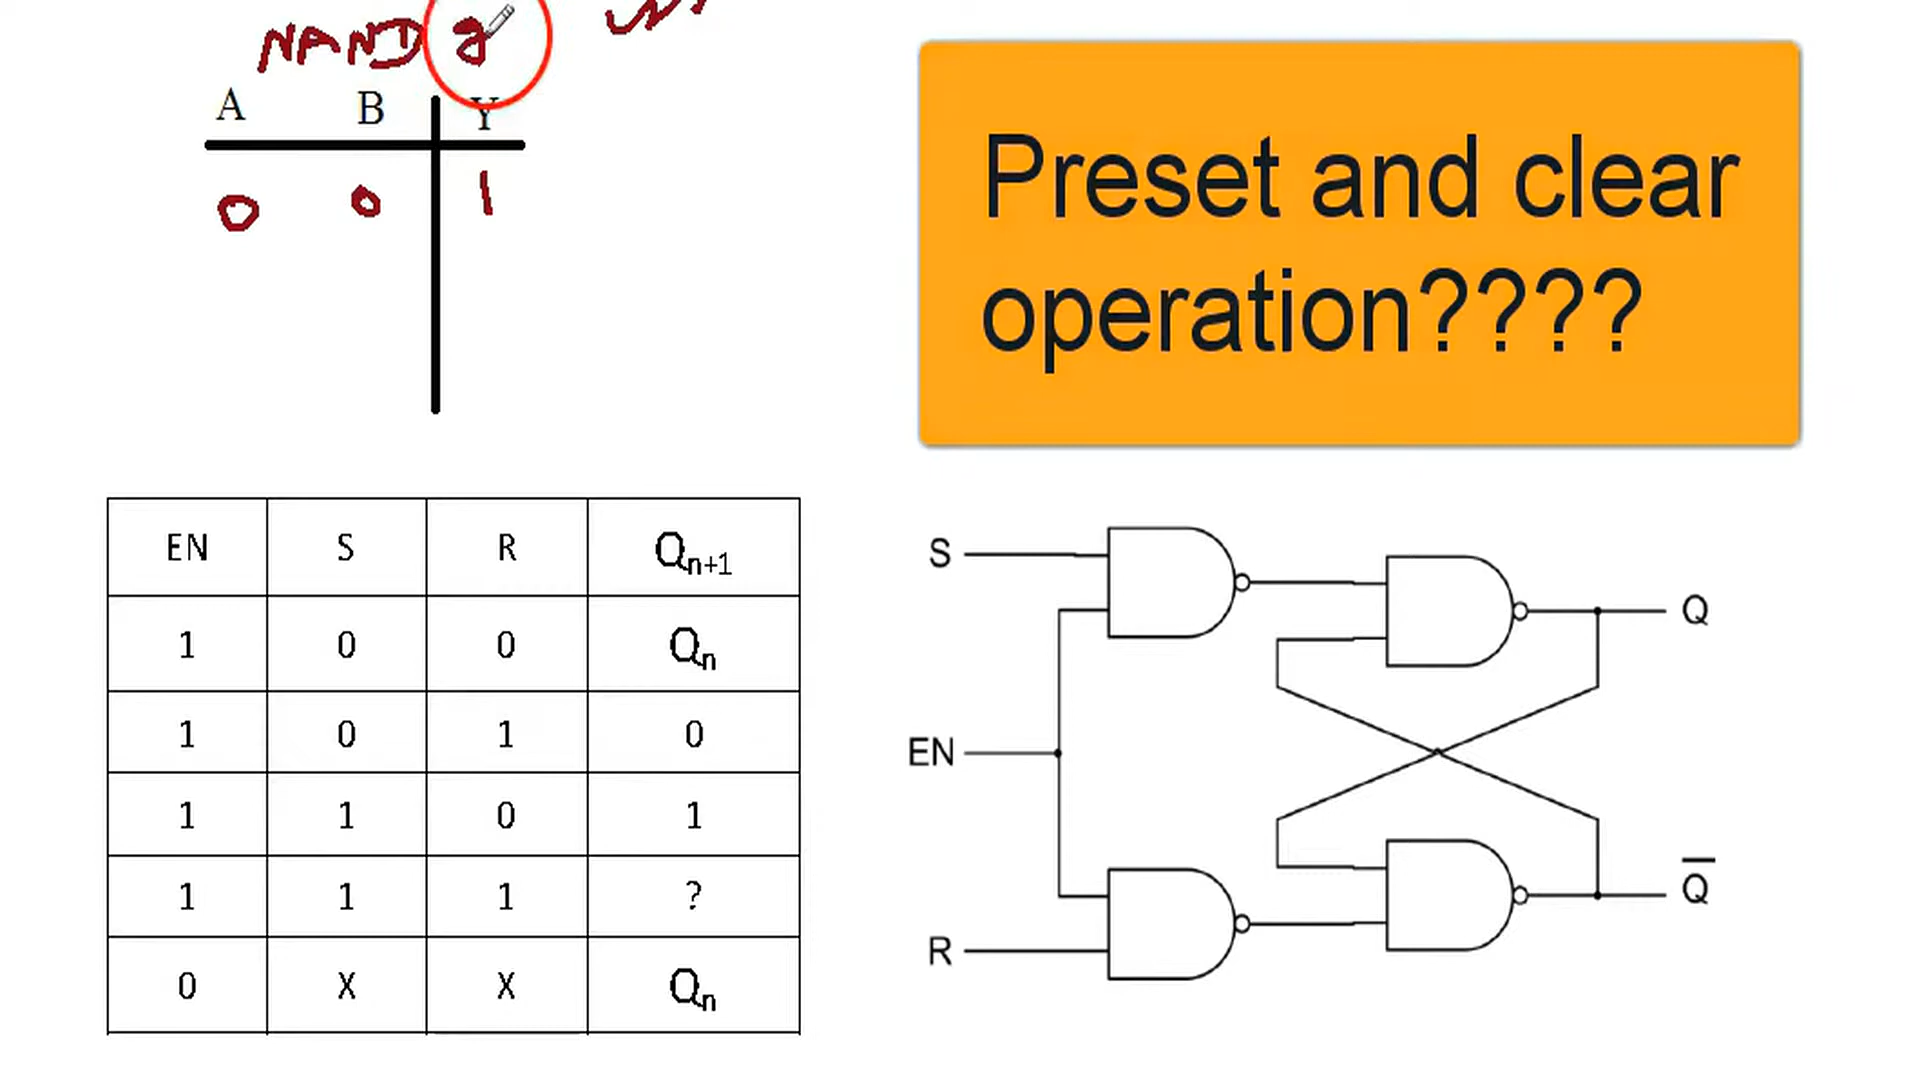 NAND g
A B Y
0 0 1
Preset and clear
operation????
EN S R Qn+1
1 0 0 Qn
1 0 1 0
1 1 0 1
1 1 1 ?
0 X X Qn
S
Q
EN
Q̅
R